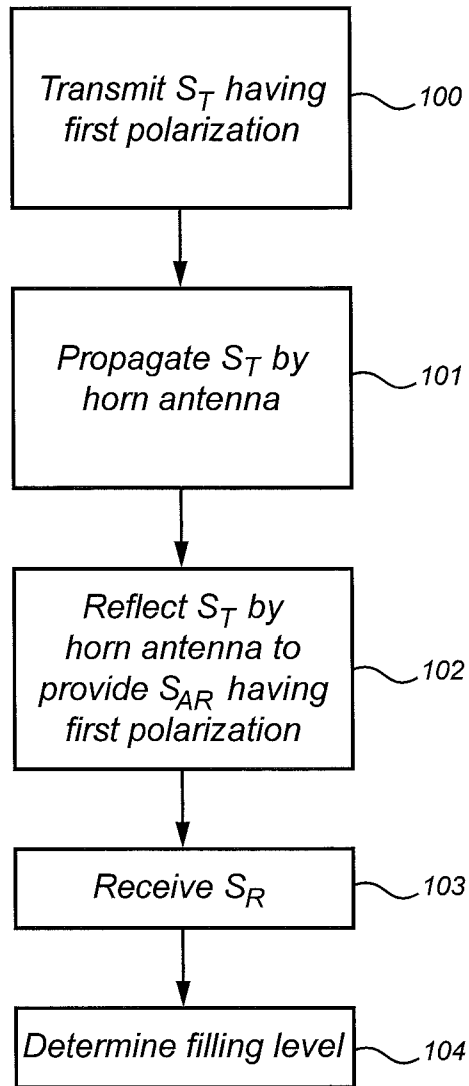 Transmit S_T having
first polarization
100
Propagate S_T by
horn antenna
101
Reflect S_T by
horn antenna to
provide S_AR having
first polarization
102
Receive S_R
103
Determine filling level
104